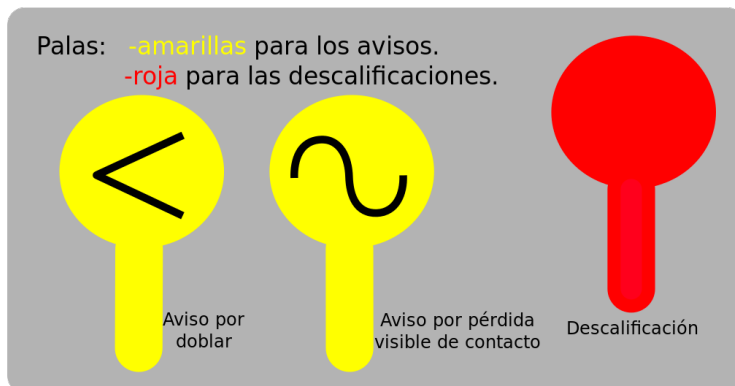 Palas: -amarillas para los avisos.
-roja para las descalificaciones.
Aviso por
doblar
Aviso por pérdida
visible de contacto
Descalificación